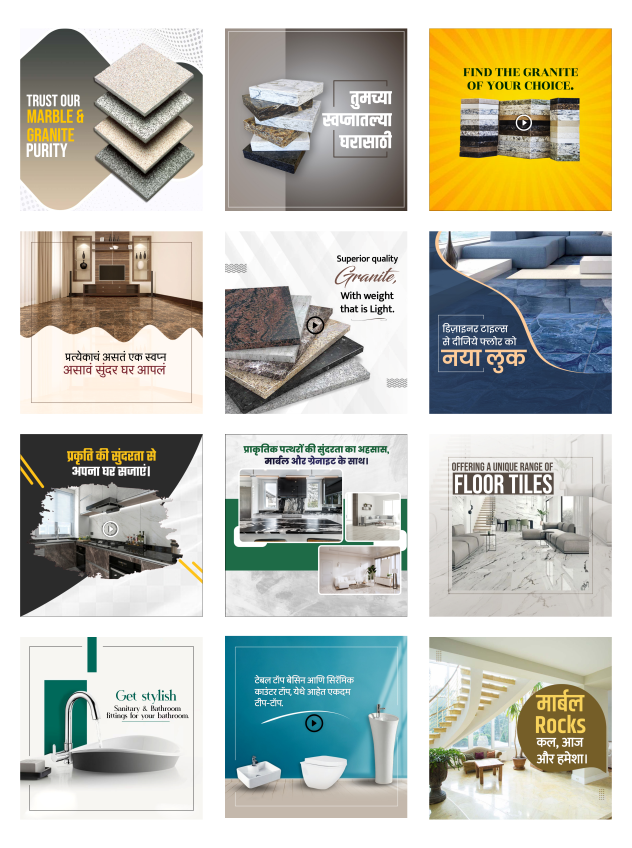 TRUST OUR
MARBLE &
GRANITE
PURITY
तुमच्या
स्वप्नातल्या
घरासाठी
FIND THE GRANITE
OF YOUR CHOICE.
प्रत्येकाचं असतं एक स्वप्न
असावं सुंदर घर आपलं
Superior quality
Granite,
With weight
that is Light.
डिज़ाइनर टाइल्स
से दीजिये फ्लोर को
नया लुक
प्रकृति की सुंदरता से
अपना घर सजाएं।
प्राकृतिक पत्थरों की सुंदरता का अहसास,
मार्बल और ग्रेनाइट के साथ।
OFFERING A UNIQUE RANGE OF
FLOOR TILES
Get stylish
Sanitary & Bathroom
fittings for your bathroom.
टेबल टॉप बेसिन आणि सिरॅमिक
काउंटर टॉप, येथे आहेत एकदम
टीप-टॉप.
मार्बल
Rocks
कल, आज
और हमेशा।